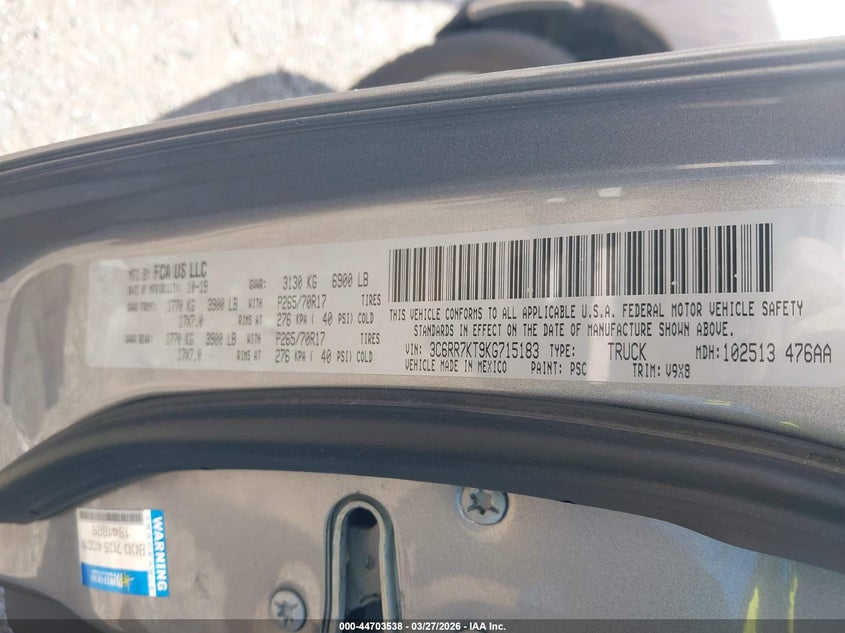 MFD BY FCA US LLC GVWR: 3130 KG 6900 LB
DATE OF MFR 10-19
GAWR FRONT: 1770 KG 3900 LB WITH P265/70R17 TIRES
17X7.0 RIMS AT 276 KPA ( 40 PSI) COLD
GAWR REAR: 1770 KG 3900 LB WITH P265/70R17 TIRES
17X7.0 RIMS AT 276 KPA ( 40 PSI) COLD
THIS VEHICLE CONFORMS TO ALL APPLICABLE U.S.A. FEDERAL MOTOR VEHICLE SAFETY
STANDARDS IN EFFECT ON THE DATE OF MANUFACTURE SHOWN ABOVE.
VIN: 3C6RR7KT9KG715183 TYPE: TRUCK MDH: 102513 476AA
VEHICLE MADE IN MEXICO PAINT: PSC TRIM: V9X8
WARNING
1941829
000-44703538 - 03/27/2026 - IAA Inc.